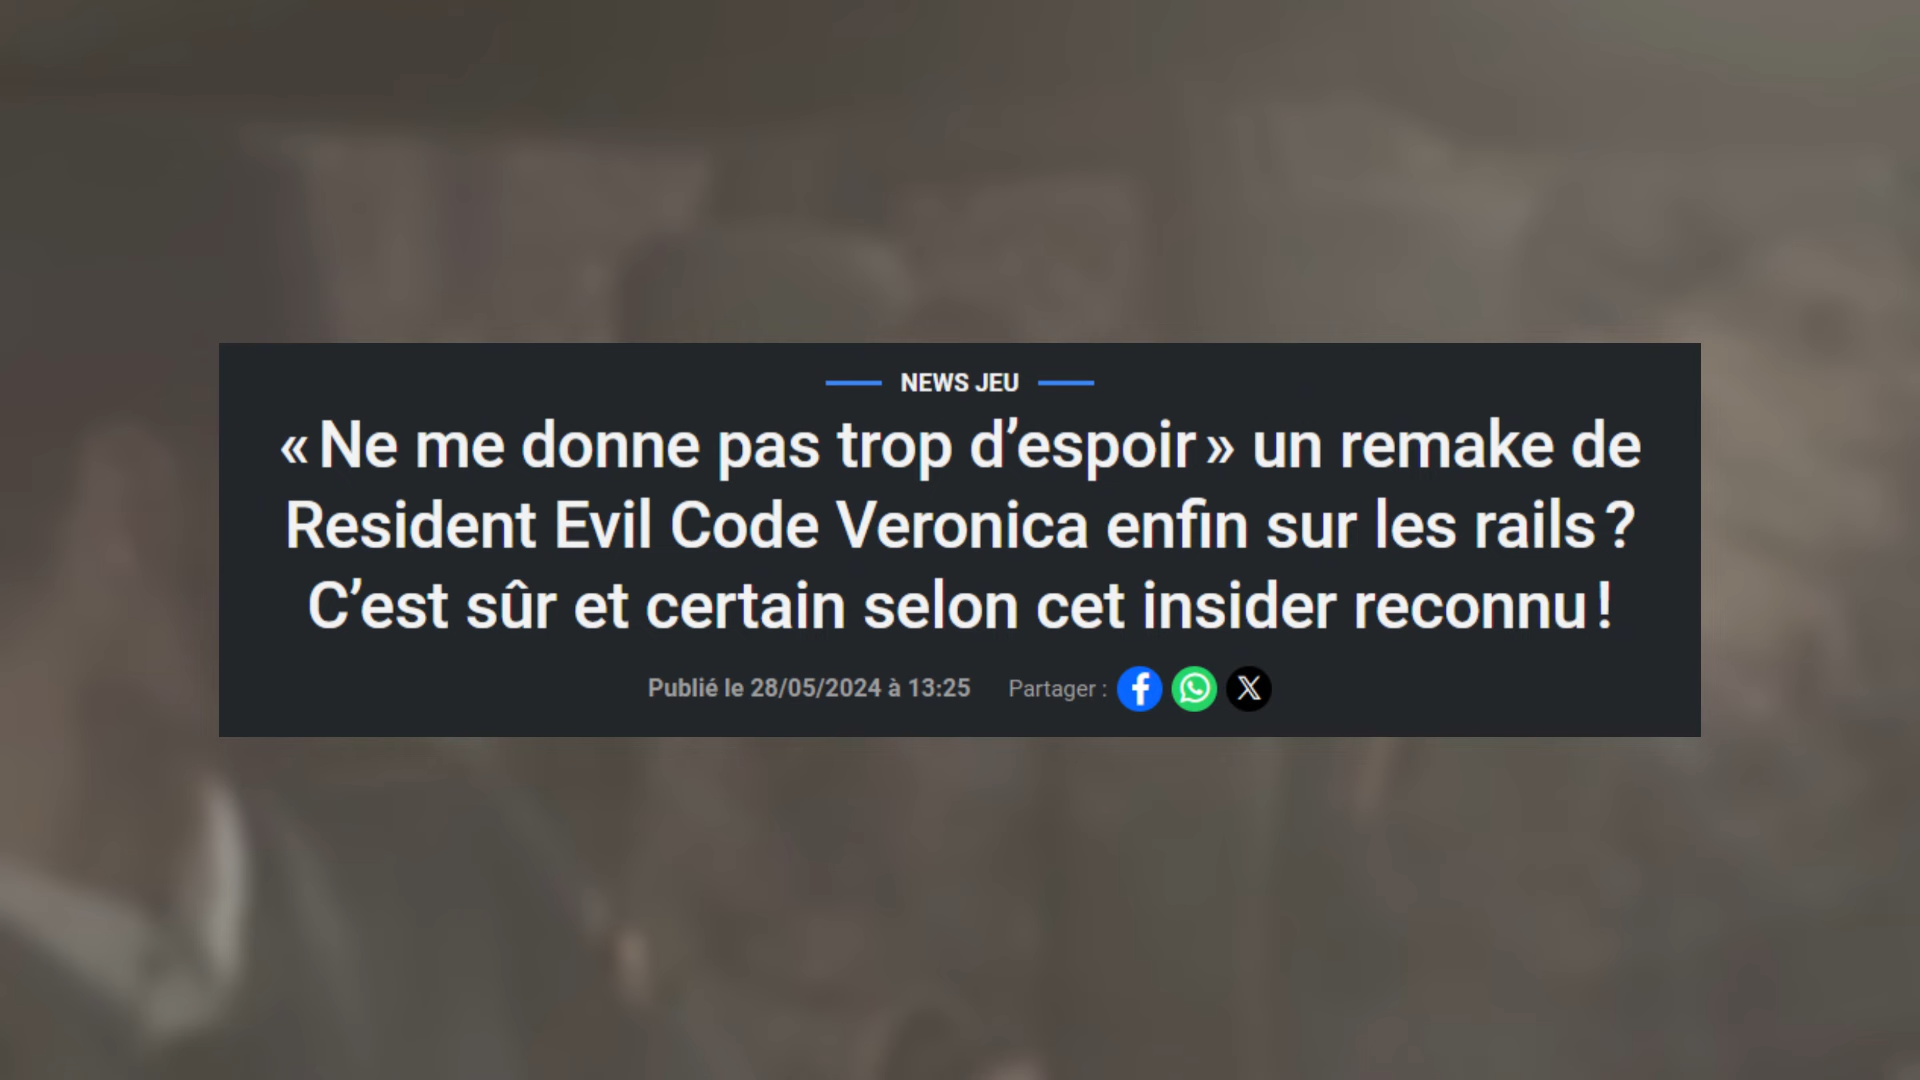 NEWS JEU
« Ne me donne pas trop d’espoir » un remake de
Resident Evil Code Veronica enfin sur les rails ?
C’est sûr et certain selon cet insider reconnu !
Publié le 28/05/2024 à 13:25 Partager :